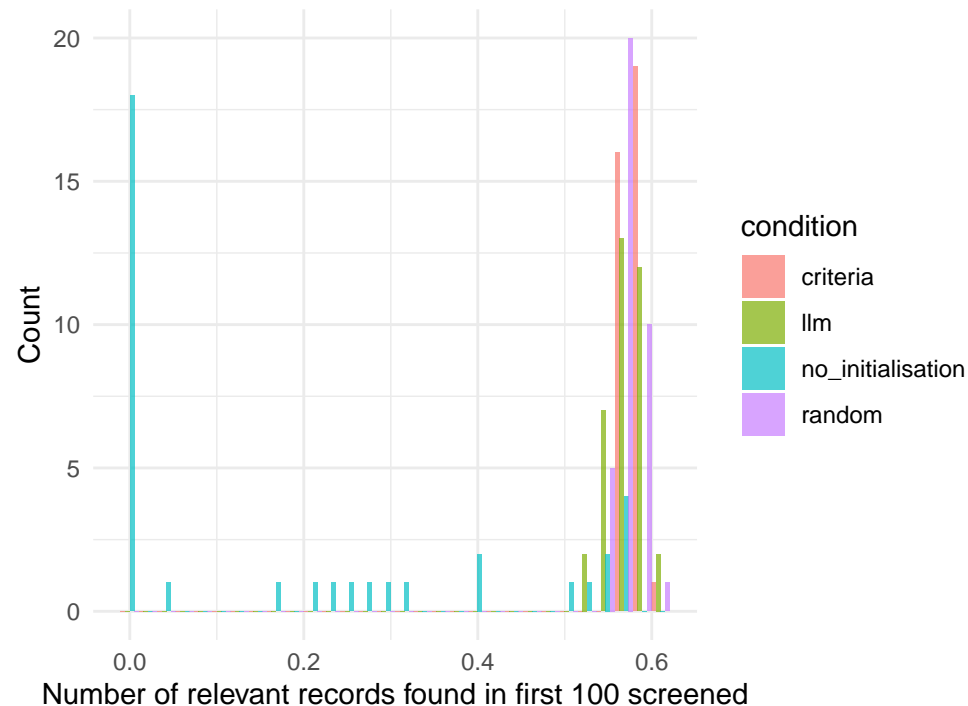 20
15
10
5
0
Count
0.0 0.2 0.4 0.6
Number of relevant records found in first 100 screened
condition
criteria
llm
no_initialisation
random